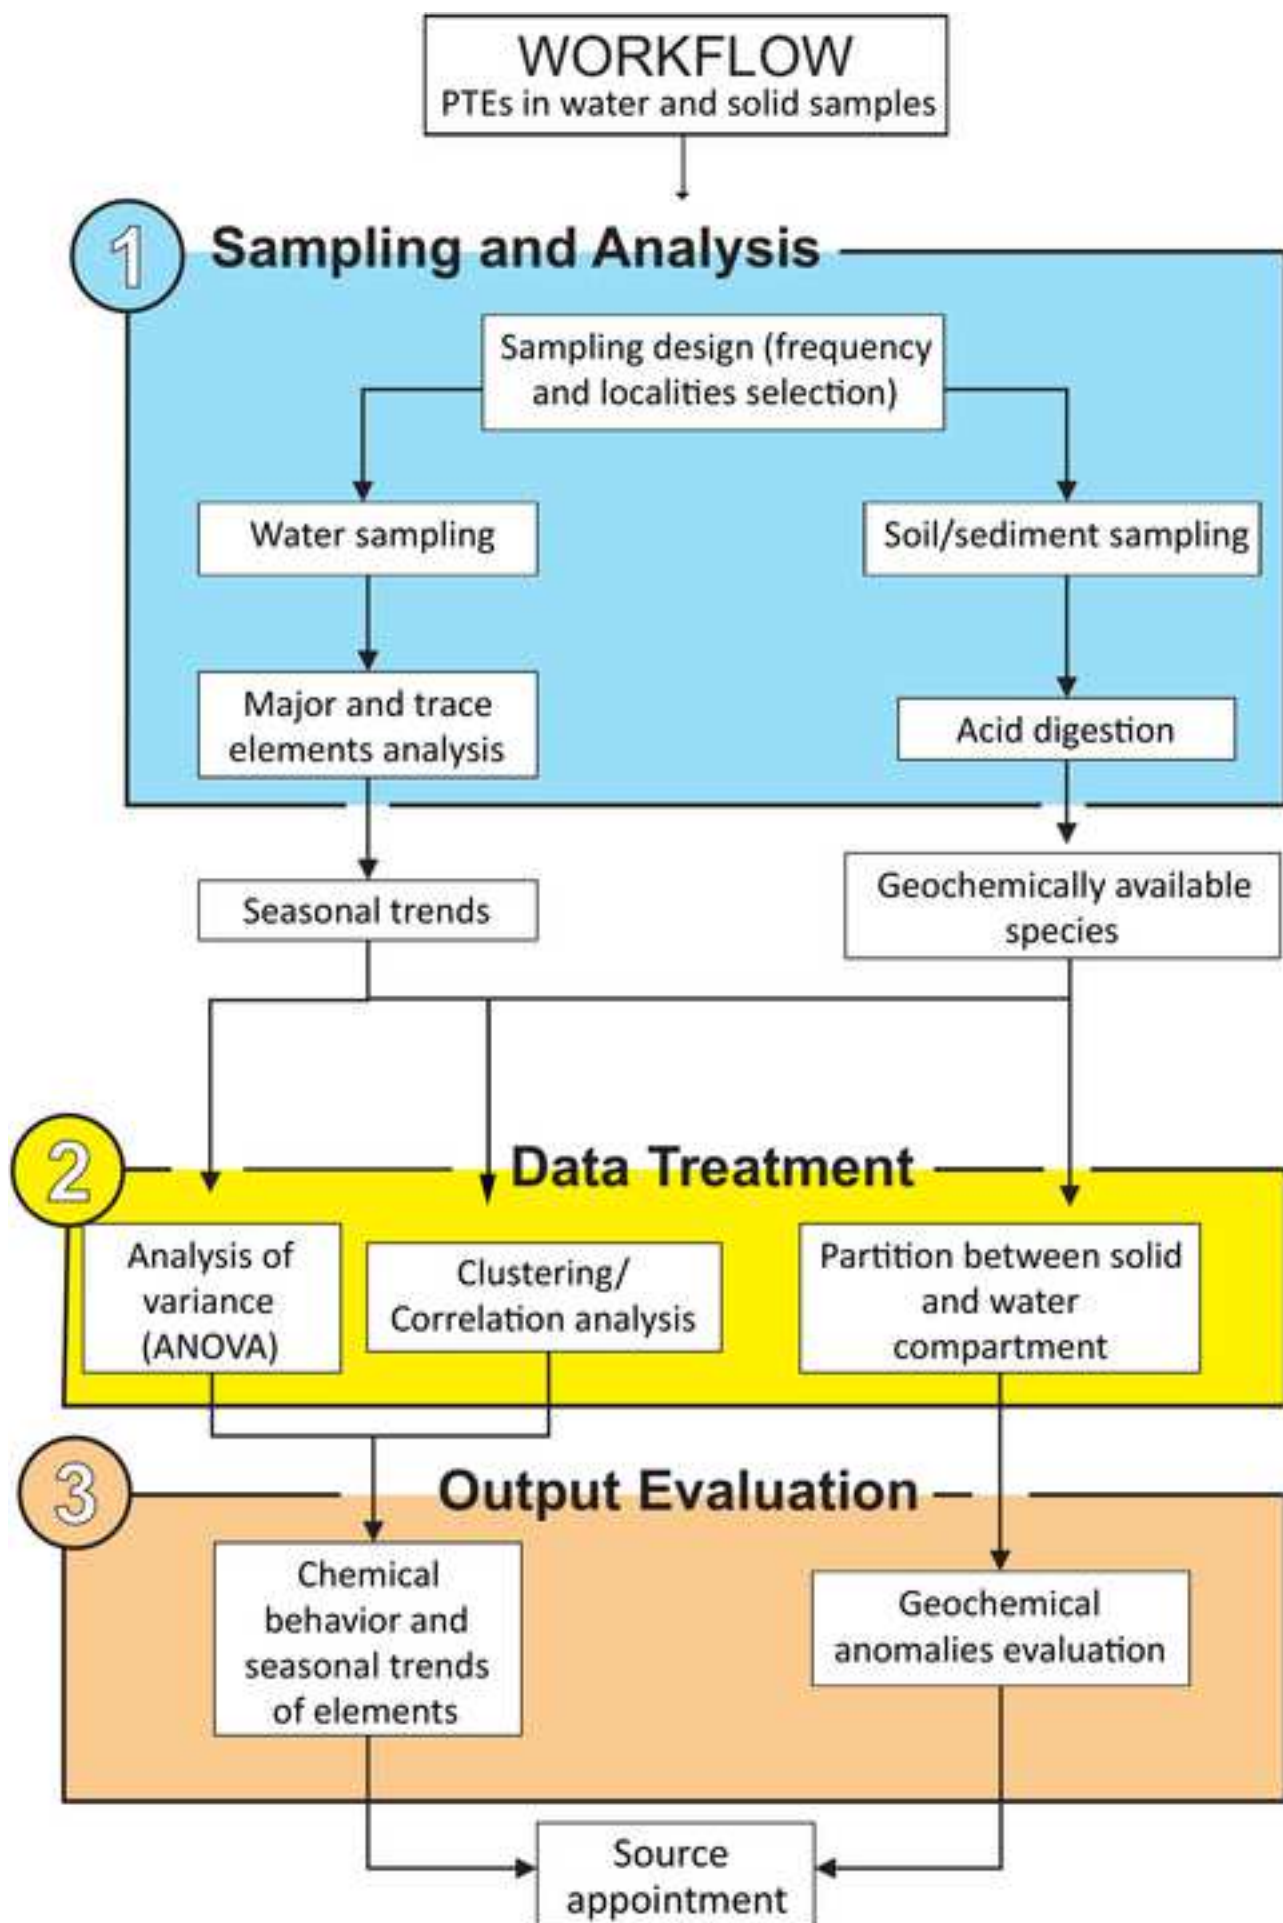 WORKFLOW
PTEs in water and solid samples
1
Sampling and Analysis
Sampling design (frequency
and localities selection)
Water sampling
Soil/sediment sampling
Major and trace
elements analysis
Acid digestion
Seasonal trends
Geochemically available
species
2
Data Treatment
Analysis of
variance
(ANOVA)
Clustering/
Correlation analysis
Partition between solid
and water
compartment
3
Output Evaluation
Chemical
behavior and
seasonal trends
of elements
Geochemical
anomalies evaluation
Source
appointment